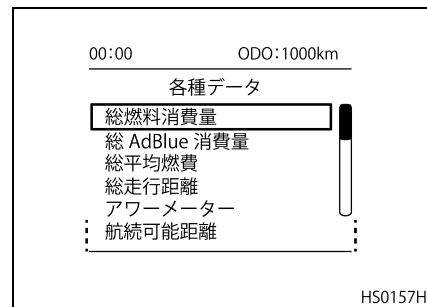 00:00 ODO:1000km
各種データ
総燃料消費量
総 AdBlue 消費量
総平均燃費
総走行距離
アワーメーター
航続可能距離
HS0157H